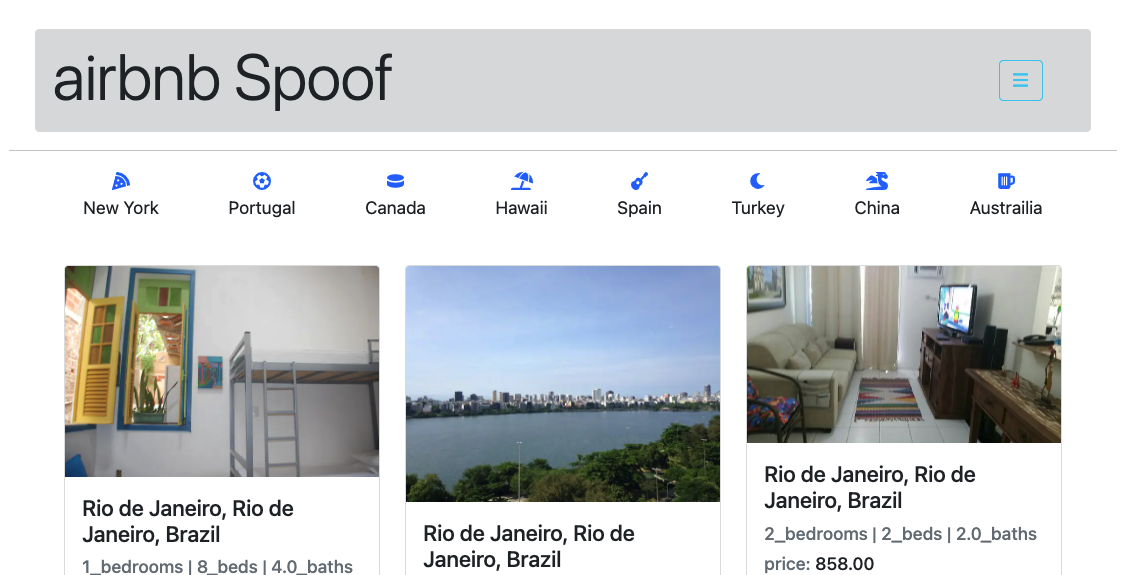 airbnb Spoof
New York
Portugal
Canada
Hawaii
Spain
Turkey
China
Austrailia
Rio de Janeiro, Rio de
Janeiro, Brazil
1_bedrooms | 8_beds | 4.0_baths
Rio de Janeiro, Rio de
Janeiro, Brazil
Rio de Janeiro, Rio de
Janeiro, Brazil
2_bedrooms | 2_beds | 2.0_baths
price: 858.00